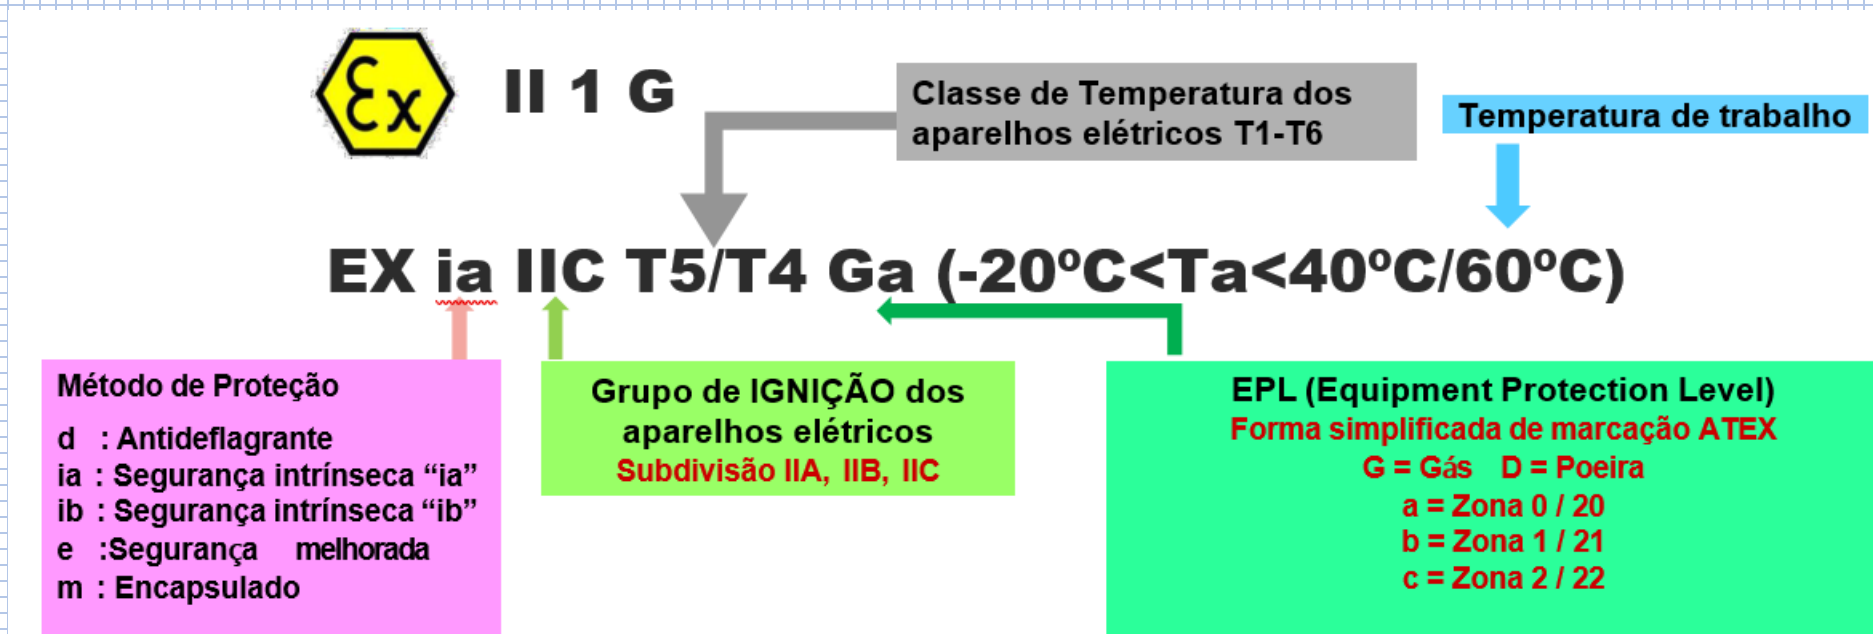 Ex II 1 G
Classe de Temperatura dos
aparelhos elétricos T1-T6
Temperatura de trabalho
EX ia IIC T5/T4 Ga (-20ºC<Ta<40ºC/60ºC)
Método de Proteção
d : Antideflagrante
ia : Segurança intrínseca “ia”
ib : Segurança intrínseca “ib”
e :Segurança melhorada
m : Encapsulado
Grupo de IGNIÇÃO dos
aparelhos elétricos
Subdivisão IIA, IIB, IIC
EPL (Equipment Protection Level)
Forma simplificada de marcação ATEX
G = Gás D = Poeira
a = Zona 0 / 20
b = Zona 1 / 21
c = Zona 2 / 22